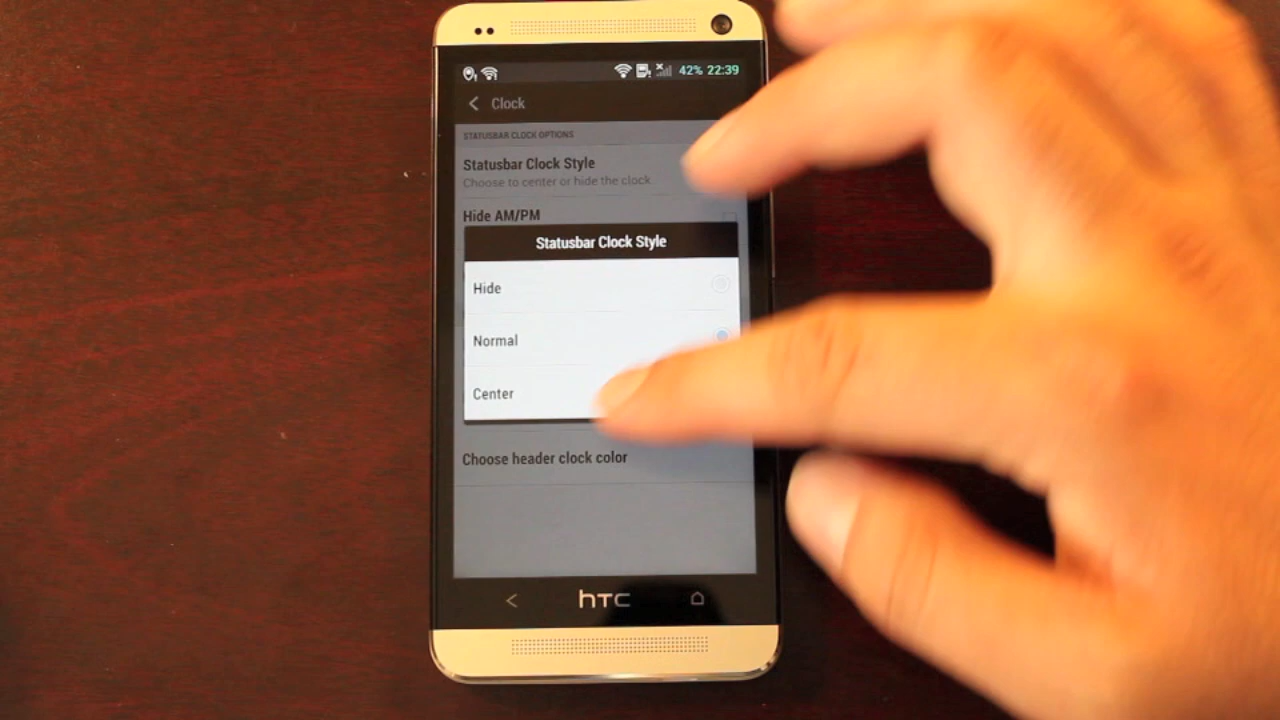 42% 22:39
Clock
STATUSBAR CLOCK OPTIONS
Statusbar Clock Style
Choose to center or hide the clock
Hide AM/PM
Statusbar Clock Style
Hide
Normal
Center
Choose header clock color
hTC